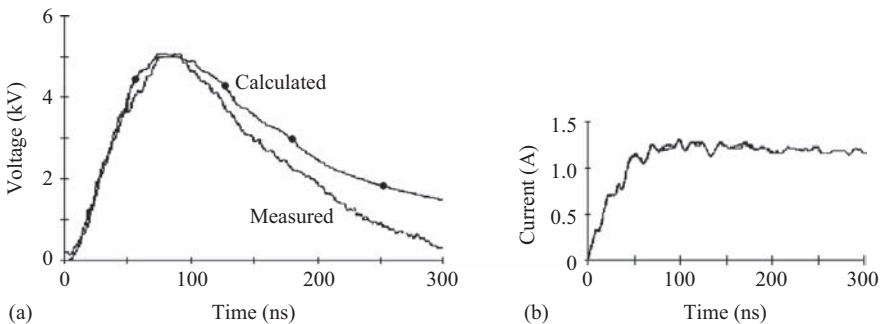 6
4
2
0
Voltage (kV)
Calculated
Measured
0
100
200
300
(a)
Time (ns)
1.5
1.0
0.5
0
Current (A)
0
100
200
300
(b)
Time (ns)